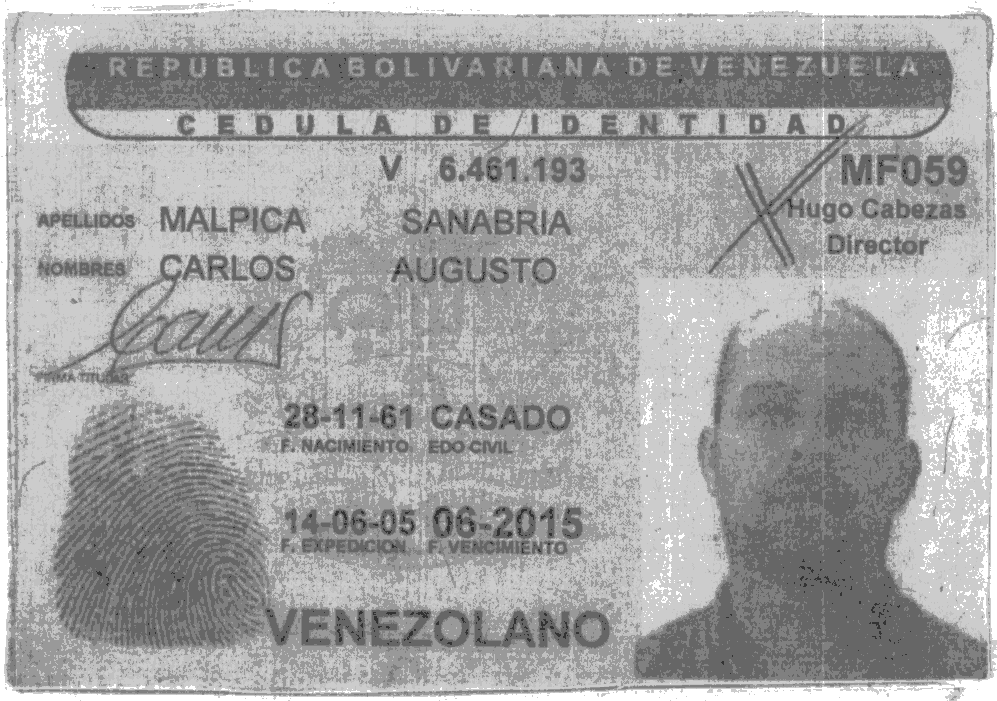 REPUBLICA BOLIVARIANA DE VENEZUELA
CEDULA DE IDENTIDAD
V 6.461.193
MF059
Hugo Cabezas
Director
APELLIDOS MALPICA SANABRIA
NOMBRES CARLOS AUGUSTO
FIRMA TITULAR
28-11-61 CASADO
F. NACIMIENTO EDO CIVIL
14-06-05 06-2015
F. EXPEDICION F. VENCIMIENTO
VENEZOLANO